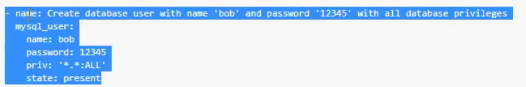 - name: Create database user with name 'bob' and password '12345' with all database privileges
mysql_user:
name: bob
password: 12345
priv: '*.*:ALL'
state: present